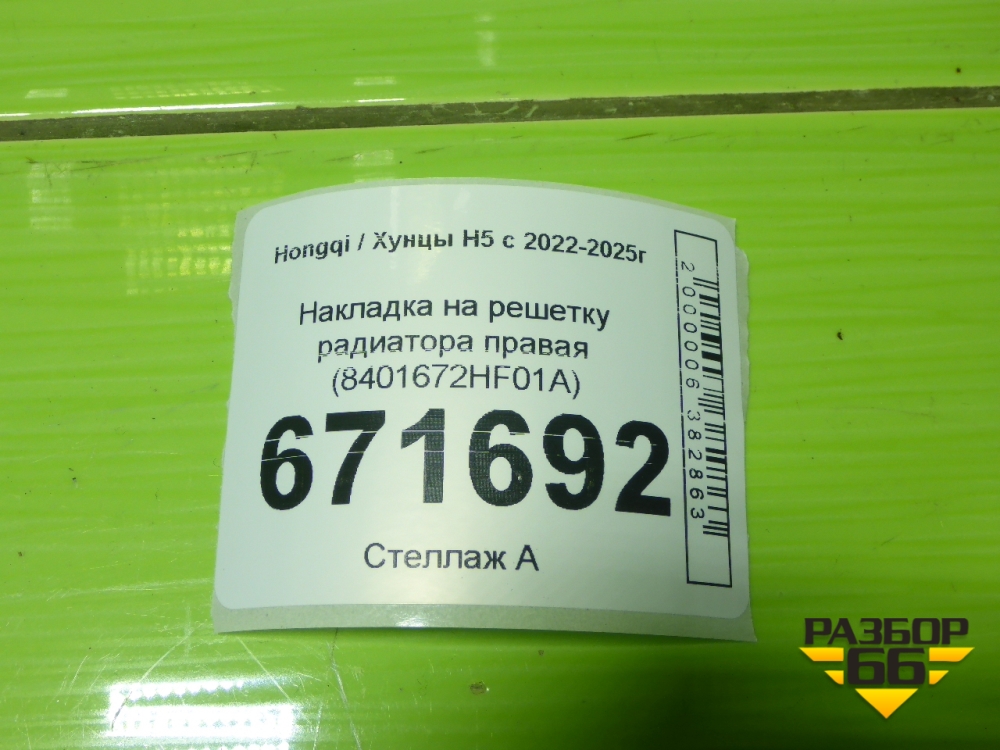 Hongqi / Хунцы H5 с 2022-2025г
Накладка на решетку
радиатора правая
(8401672HF01A)
671692
Стеллаж А
2000006382863
РАЗБОР
66